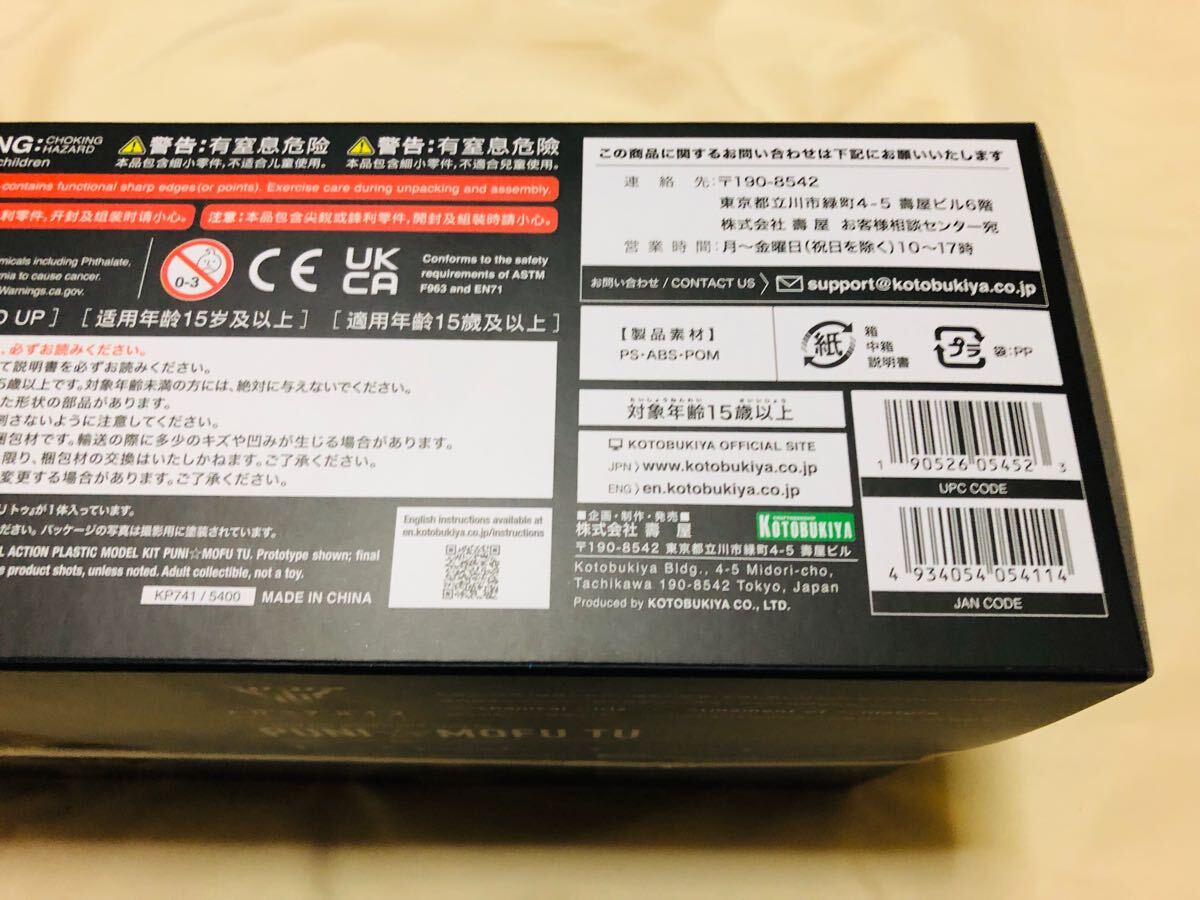 NG: CHOKING HAZARD
children
警告:有窒息危险
本品包含细小零件,不适合儿童使用。
警告:有窒息危險
本品包含細小零件,不適合兒童使用。
contains functional sharp edges(or points). Exercise care during unpacking and assembly.
利零件,开封及组装时请小心。
注意:本品包含尖銳或鋒利零件,開封及組裝時請小心。
micals including Phthalate,
rnia to cause cancer.
Warnings.ca.gov.
0-3
CE
UK
CA
Conforms to the safety
requirements of ASTM
F963 and EN71
D UP]
[适用年龄15岁及以上]
[適用年齡15歲及以上]
、必ずお読みください。
て説明書を必ずお読みください。
5歳以上です。対象年齢未満の方には、絶対に与えないでください。
た形状の部品があります。
倒さないように注意してください。
梱包材です。輸送の際に多少のキズや凹みが生じる場合があります。
限り、梱包材の交換はいたしかねます。ご了承ください。
変更する場合があります。ご了承ください。
リトゥ」が1体入っています。
ださい。パッケージの写真は撮影用に塗装されています。
L ACTION PLASTIC MODEL KIT PUNI☆MOFU TU. Prototype shown; final
e product shots, unless noted. Adult collectible, not a toy.
KP741 / 5400
MADE IN CHINA
English instructions available at
en.kotobukiya.co.jp/instructions
この商品に関するお問い合わせは下記にお願いいたします
連絡先:〒190-8542
東京都立川市緑町4-5 壽屋ビル6階
株式会社 壽屋 お客様相談センター宛
営業時間:月〜金曜日(祝日を除く)10〜17時
お問い合わせ / CONTACT US
support@kotobukiya.co.jp
【製品素材】
PS・ABS・POM
紙
箱
中箱
説明書
プラ
袋:PP
たいしょうねんれい さいいじょう
対象年齢15歳以上
KOTOBUKIYA OFFICIAL SITE
JPN〉www.kotobukiya.co.jp
ENG〉en.kotobukiya.co.jp
■企画・制作・発売■
株式会社 壽屋
KOTOBUKIYA
〒190-8542 東京都立川市緑町4-5 壽屋ビル
Kotobukiya Bldg., 4-5 Midori-cho,
Tachikawa 190-8542 Tokyo, Japan
Produced by KOTOBUKIYA CO., LTD.
1 90526 05452 3
UPC CODE
4 934054 054114
JAN CODE
PUNI☆MOFU TU